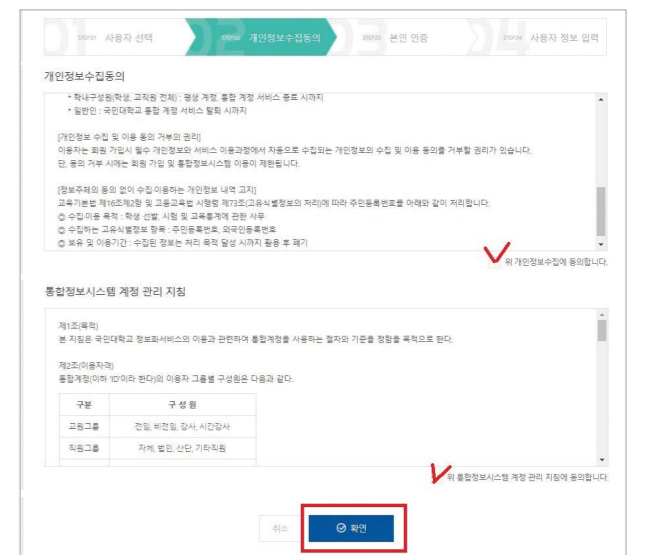 01 STEP.01 사용자 선택 02 STEP.02 개인정보수집동의 03 STEP.03 본인 인증 04 STEP.04 사용자 정보 입력
개인정보수집동의
* 학내구성원(학생, 교직원 전체) : 평생 계정, 통합 계정 서비스 종료 시까지
* 일반인 : 국민대학교 통합 계정 서비스 탈퇴 시까지
[개인정보 수집 및 이용 동의 거부의 권리]
이용자는 회원 가입시 필수 개인정보와 서비스 이용과정에서 자동으로 수집되는 개인정보의 수집 및 이용 동의를 거부할 권리가 있습니다.
단, 동의 거부 시에는 회원 가입 및 통합정보시스템 이용이 제한됩니다.
[정보주체의 동의 없이 수집·이용하는 개인정보 내역 고지]
교육기본법 제16조제2항 및 고등교육법 시행령 제73조(고유식별정보의 처리)에 따라 주민등록번호를 아래와 같이 처리합니다.
◎ 수집·이용 목적 : 학생 선발, 시험 및 교육통계에 관한 사무
◎ 수집하는 고유식별정보 항목 : 주민등록번호, 외국인등록번호
◎ 보유 및 이용기간 : 수집된 정보는 처리 목적 달성 시까지 활용 후 폐기
위 개인정보수집에 동의합니다.
통합정보시스템 계정 관리 지침
제1조(목적)
본 지침은 국민대학교 정보화서비스의 이용과 관련하여 통합계정을 사용하는 절차와 기준을 정함을 목적으로 한다.
제2조(이용자격)
통합계정(이하 'ID'이라 한다)의 이용자 그룹별 구성원은 다음과 같다.
구분 구 성 원
교원그룹 전임, 비전임, 강사, 시간강사
직원그룹 자체, 법인, 산단, 기타직원
위 통합정보시스템 계정 관리 지침에 동의합니다.
취소 확인